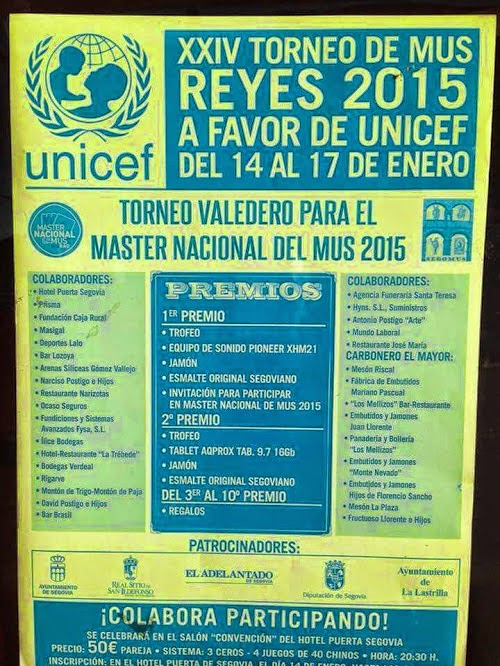 unicef
XXIV TORNEO DE MUS
REYES 2015
A FAVOR DE UNICEF
DEL 14 AL 17 DE ENERO
MASTER
NACIONAL
MUS
TORNEO VALEDERO PARA EL
MASTER NACIONAL DEL MUS 2015
SEGOMUS
COLABORADORES:
• Hotel Puerta Segovia
• Prisma
• Fundación Caja Rural
• Masigal
• Deportes Lalo
• Bar Lozoya
• Arenas Silíceas Gómez Vallejo
• Narciso Postigo e Hijos
• Restaurante Narizotas
• Ocaso Seguros
• Fundiciones y Sistemas
Avanzados Fysa, S.L.
• Ílice Bodegas
• Hotel-Restaurante "La Trébede"
• Bodegas Verdeal
• Rigarve
• Montón de Trigo-Montón de Paja
• David Postigo e Hijos
• Bar Brasil
PREMIOS
1ER PREMIO
• TROFEO
• EQUIPO DE SONIDO PIONEER XHM21
• JAMÓN
• ESMALTE ORIGINAL SEGOVIANO
• INVITACIÓN PARA PARTICIPAR
EN MASTER NACIONAL DE MUS 2015
2º PREMIO
• TROFEO
• TABLET AQPROX TAB. 9.7 16Gb
• JAMÓN
• ESMALTE ORIGINAL SEGOVIANO
DEL 3ER AL 10º PREMIO
• REGALOS
COLABORADORES:
• Agencia Funeraria Santa Teresa
• Hyns. S.L., Suministros
• Antonio Postigo "Arte"
• Mundo Laboral
• Restaurante José María
CARBONERO EL MAYOR:
• Mesón Riscal
• Fábrica de Embutidos
Mariano Pascual
• "Los Mellizos" Bar-Restaurante
• Embutidos y Jamones
Juan Llorente
• Panadería y Bollería
"Los Mellizos"
• Embutidos y Jamones
"Monte Nevado"
• Embutidos y Jamones
Hijos de Florencio Sancho
• Mesón La Plaza
• Fructuoso Llorente e Hijos
PATROCINADORES:
AYUNTAMIENTO
DE SEGOVIA
REAL SITIO DE
SAN ILDEFONSO
EL ADELANTADO
DE SEGOVIA
Diputación de Segovia
Ayuntamiento
de
La Lastrilla
¡COLABORA PARTICIPANDO!
SE CELEBRARÁ EN EL SALÓN "CONVENCIÓN" DEL HOTEL PUERTA SEGOVIA
PRECIO: 50€ PAREJA • SISTEMA: 3 CEROS - 4 JUEGOS DE 40 CHINOS • HORA: 20:30 H.
INSCRIPCIÓN: EN EL HOTEL PUERTA DE SEGOVIA, EL DÍA 14 DE ENERO, HASTA